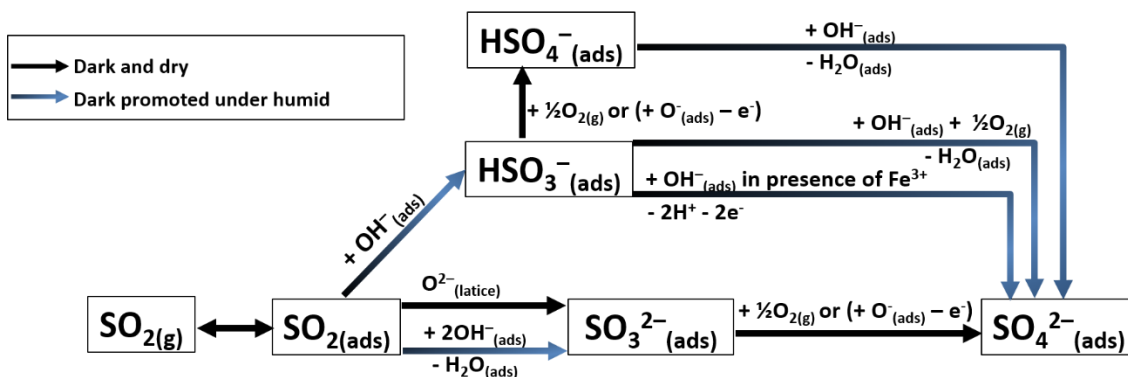 HSO₄⁻(ads)
+ OH⁻(ads)
- H₂O(ads)
Dark and dry
Dark promoted under humid
+ ½O₂(g) or (+ O⁻(ads) – e⁻)
+ OH⁻(ads) + ½O₂(g)
- H₂O(ads)
HSO₃⁻(ads)
+ OH⁻(ads) in presence of Fe³⁺
- 2H⁺ - 2e⁻
+ OH⁻(ads)
O²⁻(latice)
+ ½O₂(g) or (+ O⁻(ads) – e⁻)
SO₂(g)
SO₂(ads)
+ 2OH⁻(ads)
- H₂O(ads)
SO₃²⁻(ads)
SO₄²⁻(ads)